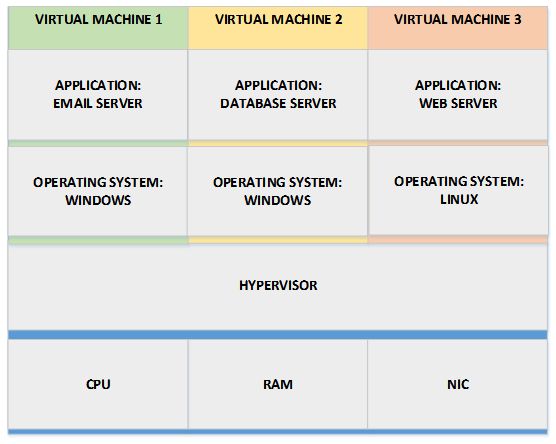 VIRTUAL MACHINE 1
VIRTUAL MACHINE 2
VIRTUAL MACHINE 3
APPLICATION:
EMAIL SERVER
APPLICATION:
DATABASE SERVER
APPLICATION:
WEB SERVER
OPERATING SYSTEM:
WINDOWS
OPERATING SYSTEM:
WINDOWS
OPERATING SYSTEM:
LINUX
HYPERVISOR
CPU
RAM
NIC